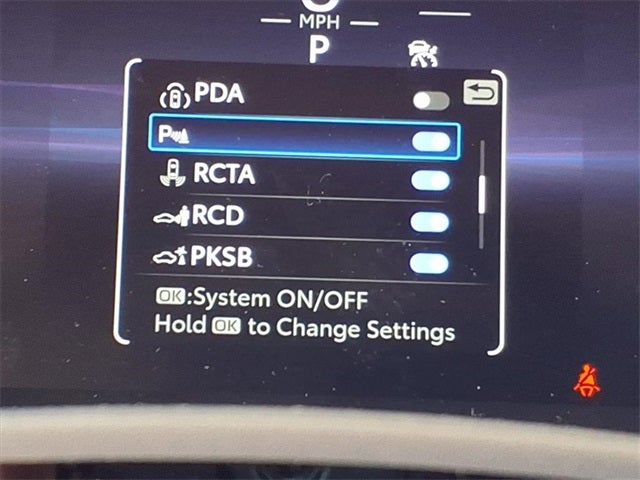 MPH
P
PDA
P
RCTA
RCD
PKSB
OK:System ON/OFF
Hold OK to Change Settings